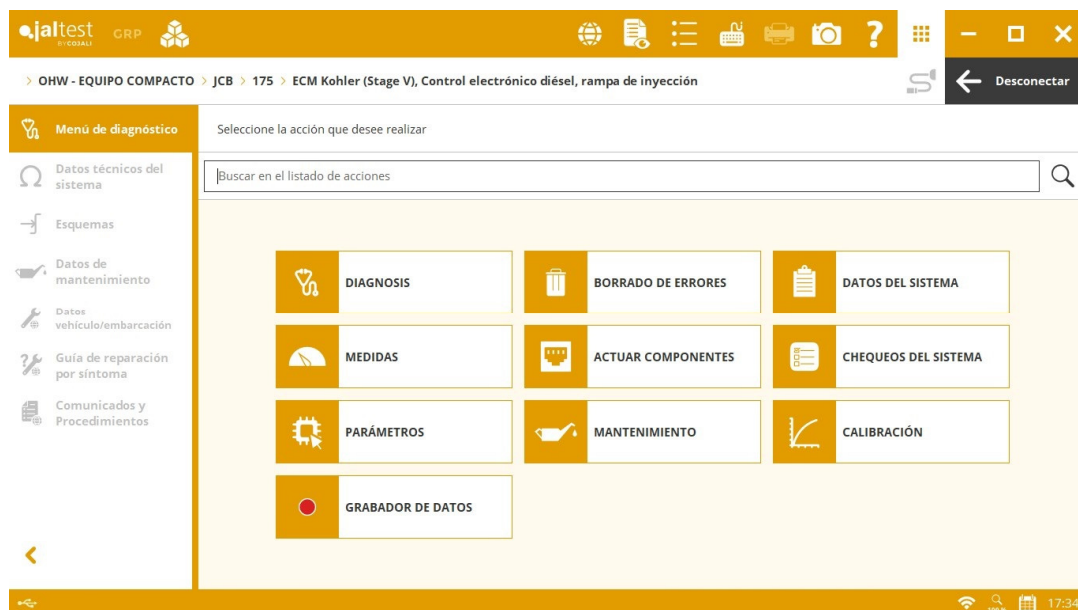 jaltest
BY COJALI
GRP
?
> OHW - EQUIPO COMPACTO > JCB > 175 > ECM Kohler (Stage V), Control electrónico diésel, rampa de inyección
Desconectar
Menú de diagnóstico
Seleccione la acción que desee realizar
Datos técnicos del
sistema
Buscar en el listado de acciones
Esquemas
Datos de
mantenimiento
Datos
vehículo/embarcación
Guía de reparación
por síntoma
Comunicados y
Procedimientos
DIAGNOSIS
BORRADO DE ERRORES
DATOS DEL SISTEMA
MEDIDAS
ACTUAR COMPONENTES
CHEQUEOS DEL SISTEMA
PARÁMETROS
MANTENIMIENTO
CALIBRACIÓN
GRABADOR DE DATOS
17:34